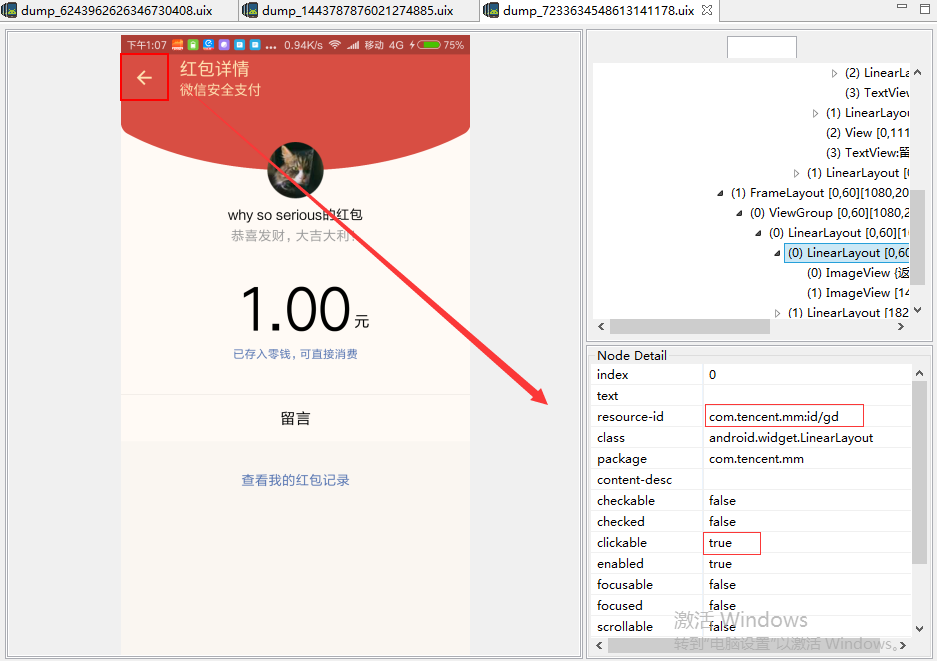 dump_6243962626346730408.uix
dump_1443787876021274885.uix
dump_7233634548613141178.uix
下午1:07 ... 0.94K/s 移动 4G 75%
红包详情
微信安全支付
why so serious的红包
恭喜发财，大吉大利!
1.00元
已存入零钱，可直接消费
留言
查看我的红包记录
(2) LinearLa
(3) TextView
(1) LinearLayou
(2) View [0,111
(3) TextView:留
(1) LinearLayout [
(1) FrameLayout [0,60][1080,20
(0) ViewGroup [0,60][1080,2
(0) LinearLayout [0,60][10
(0) LinearLayout [0,60
(0) ImageView {返
(1) ImageView [14
(1) LinearLayout [182
Node Detail
index 0
text
resource-id com.tencent.mm:id/gd
class android.widget.LinearLayout
package com.tencent.mm
content-desc
checkable false
checked false
clickable true
enabled true
focusable false
focused false
scrollable false
激活 Windows
转到"电脑设置"以激活 Windows。